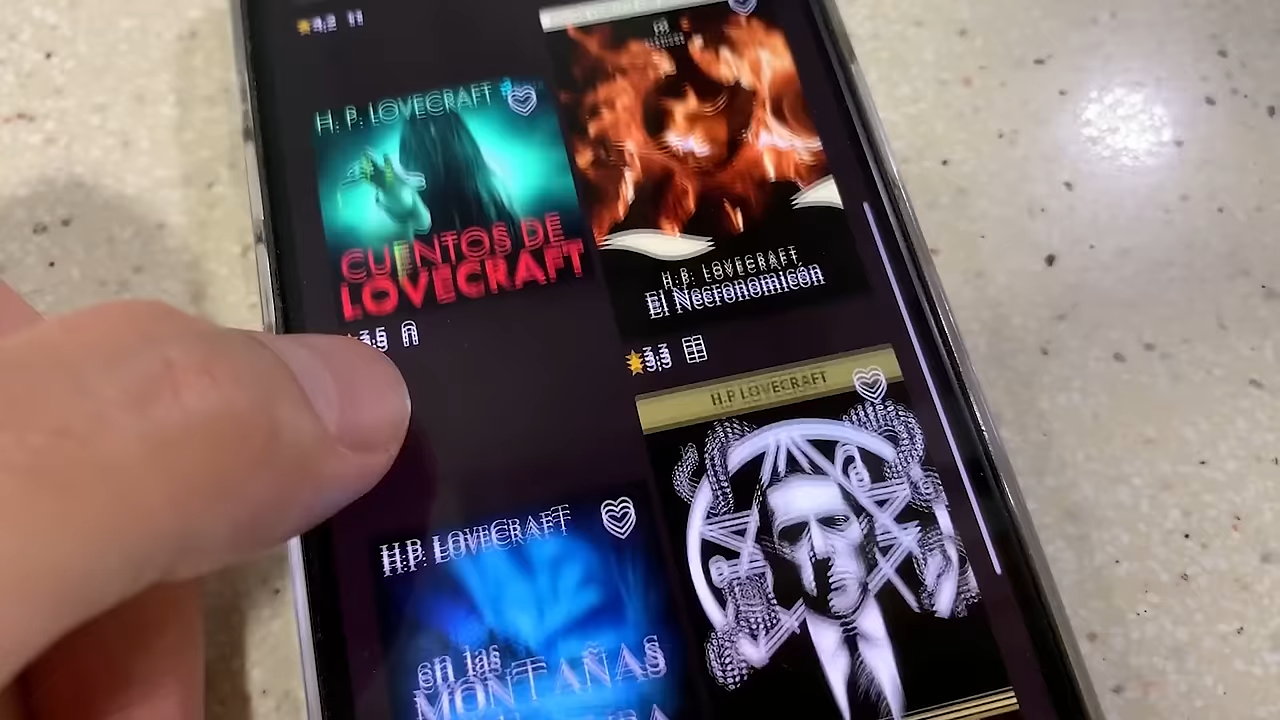 H. P. LOVECRAFT
CUENTOS DE
LOVECRAFT
3,5
H.P. LOVECRAFT
El Necronomicón
3,3
H.P LOVECRAFT
H.P. LOVECRAFT
en las
MONTAÑAS